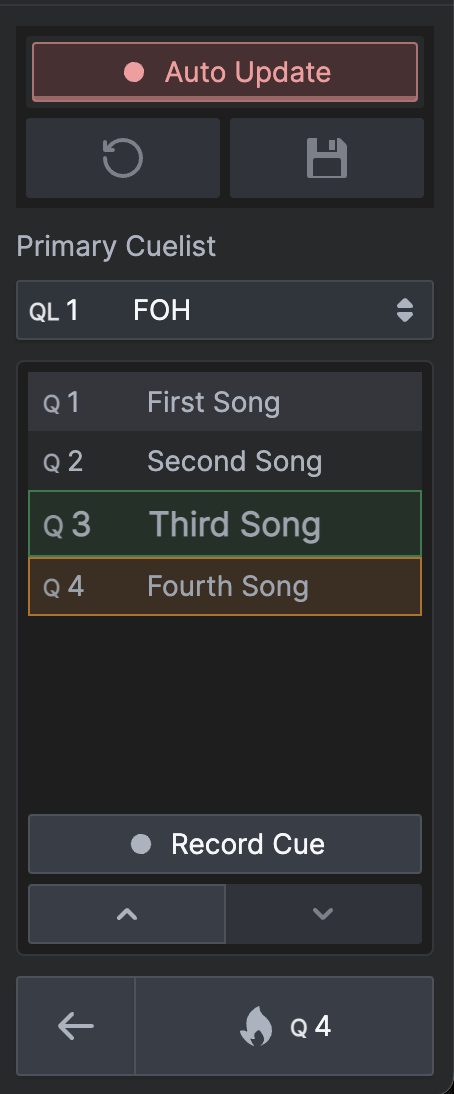 Auto Update
Primary Cuelist
QL 1 FOH
Q 1 First Song
Q 2 Second Song
Q 3 Third Song
Q 4 Fourth Song
Record Cue
Q 4